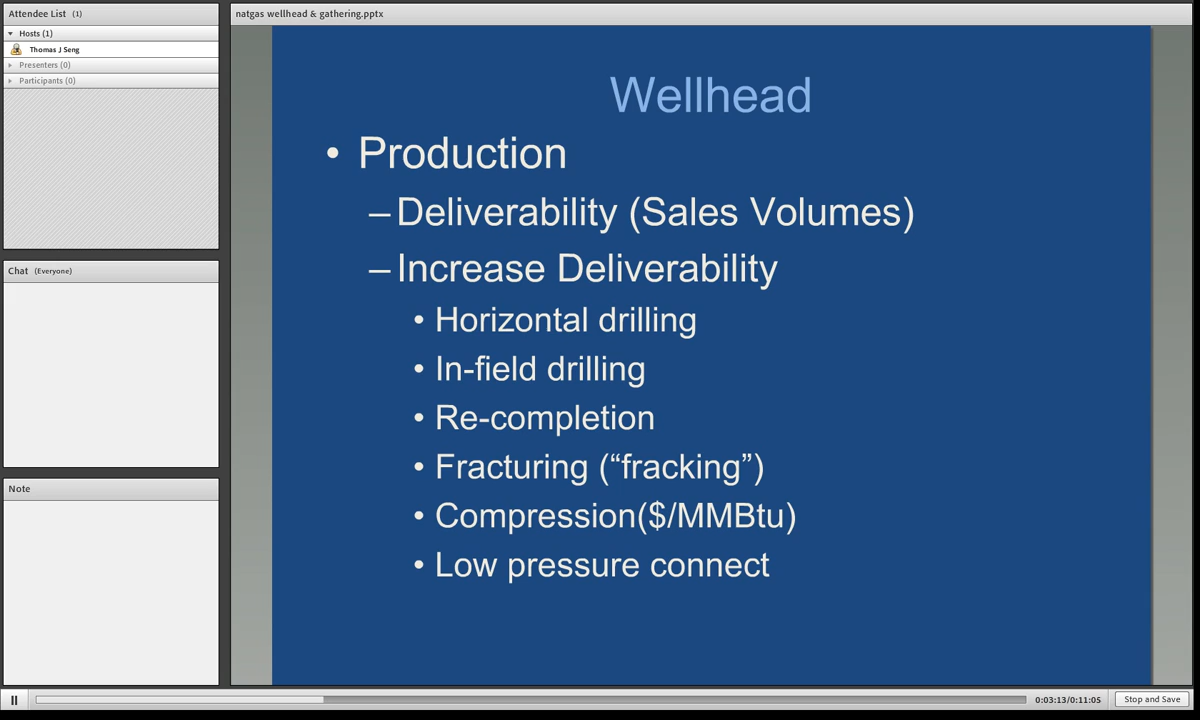 Attendee List (1)
Hosts (1)
Thomas J Seng
Presenters (0)
Participants (0)
Chat (Everyone)
Note
natgas wellhead & gathering.pptx
Wellhead
• Production
– Deliverability (Sales Volumes)
– Increase Deliverability
• Horizontal drilling
• In-field drilling
• Re-completion
• Fracturing (“fracking”)
• Compression($/MMBtu)
• Low pressure connect
0:03:13/0:11:05
Stop and Save